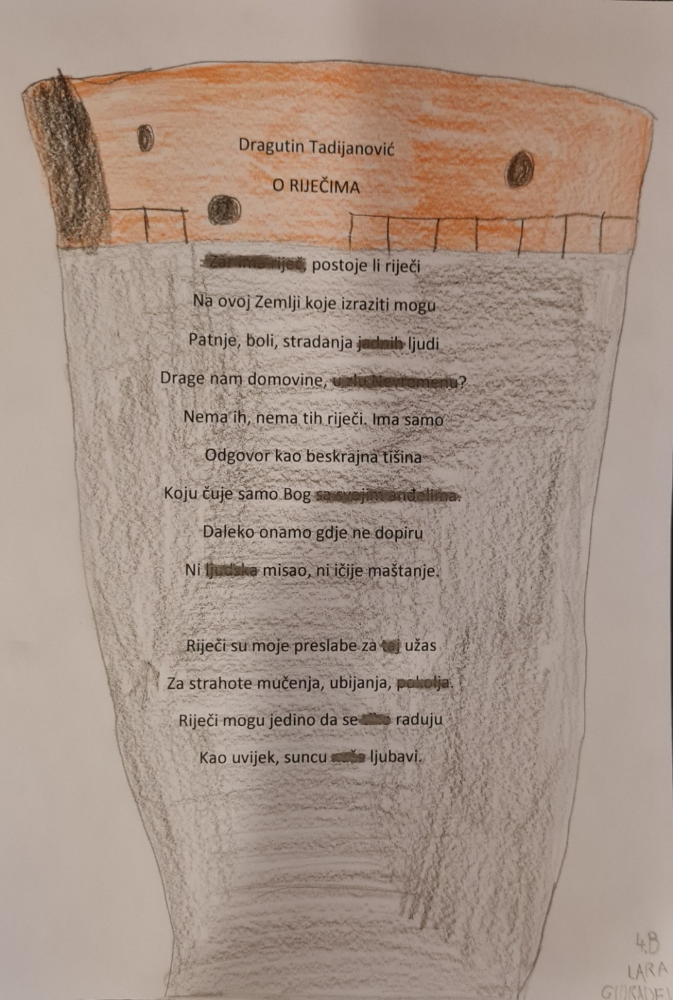 Dragutin Tadijanović
O RIJEČIMA
Zar ima riječ, postoje li riječi
Na ovoj Zemlji koje izraziti mogu
Patnje, boli, stradanja jadnih ljudi
Drage nam domovine, u zlu Nevremenu?
Nema ih, nema tih riječi. Ima samo
Odgovor kao beskrajna tišina
Koju čuje samo Bog sa svojim anđelima.
Daleko onamo gdje ne dopiru
Ni ljudska misao, ni ičije maštanje.
Riječi su moje preslabe za taj užas
Za strahote mučenja, ubijanja, pokolja.
Riječi mogu jedino da se raduju
Kao uvijek, suncu ljubavi.
4.B
LARA